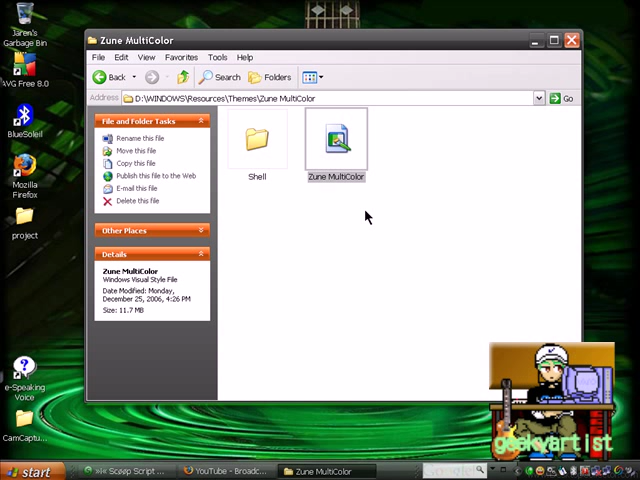 Jaren's
Garbage Bin
AVG Free 8.0
BlueSoleil
Mozilla
Firefox
project
e-Speaking
Voice
CamCaptu...
Zune MultiColor
File Edit View Favorites Tools Help
Back Search Folders
Address D:\WINDOWS\Resources\Themes\Zune MultiColor Go
File and Folder Tasks
Rename this file
Move this file
Copy this file
Publish this file to the Web
E-mail this file
Delete this file
Other Places
Details
Zune MultiColor
Windows Visual Style File
Date Modified: Monday,
December 25, 2006, 4:26 PM
Size: 11.7 MB
Shell
Zune MultiColor
geekyartist
start
Scøøp Script ...
YouTube - Broadc...
Zune MultiColor
Google